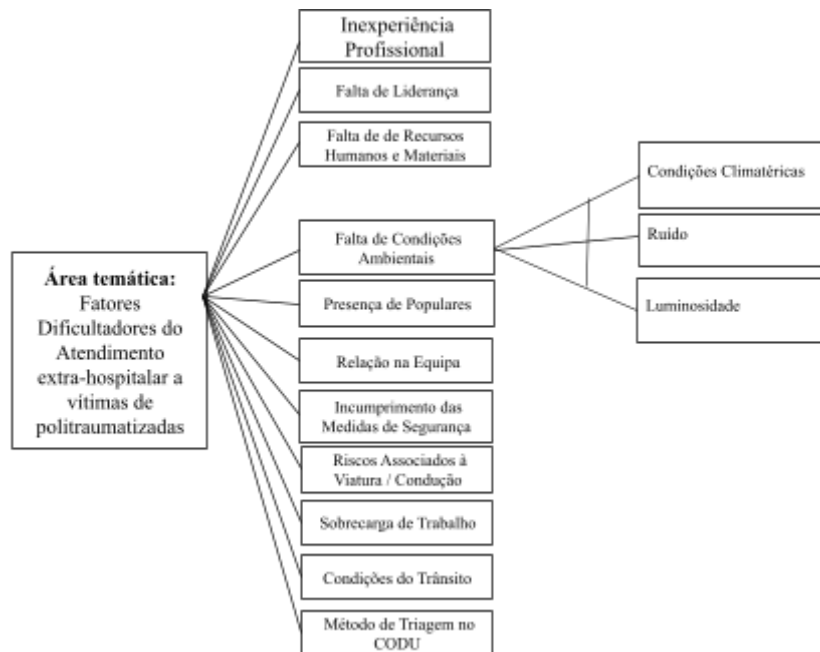 Área temática:
Fatores
Dificultadores do
Atendimento
extra-hospitalar a
vítimas de
politraumatizadas
Inexperiência
Profissional
Falta de Liderança
Falta de de Recursos
Humanos e Materiais
Falta de Condições
Ambientais
Presença de Populares
Relação na Equipa
Incumprimento das
Medidas de Segurança
Riscos Associados à
Viatura / Condução
Sobrecarga de Trabalho
Condições do Trânsito
Método de Triagem no
CODU
Condições Climatéricas
Ruído
Luminosidade